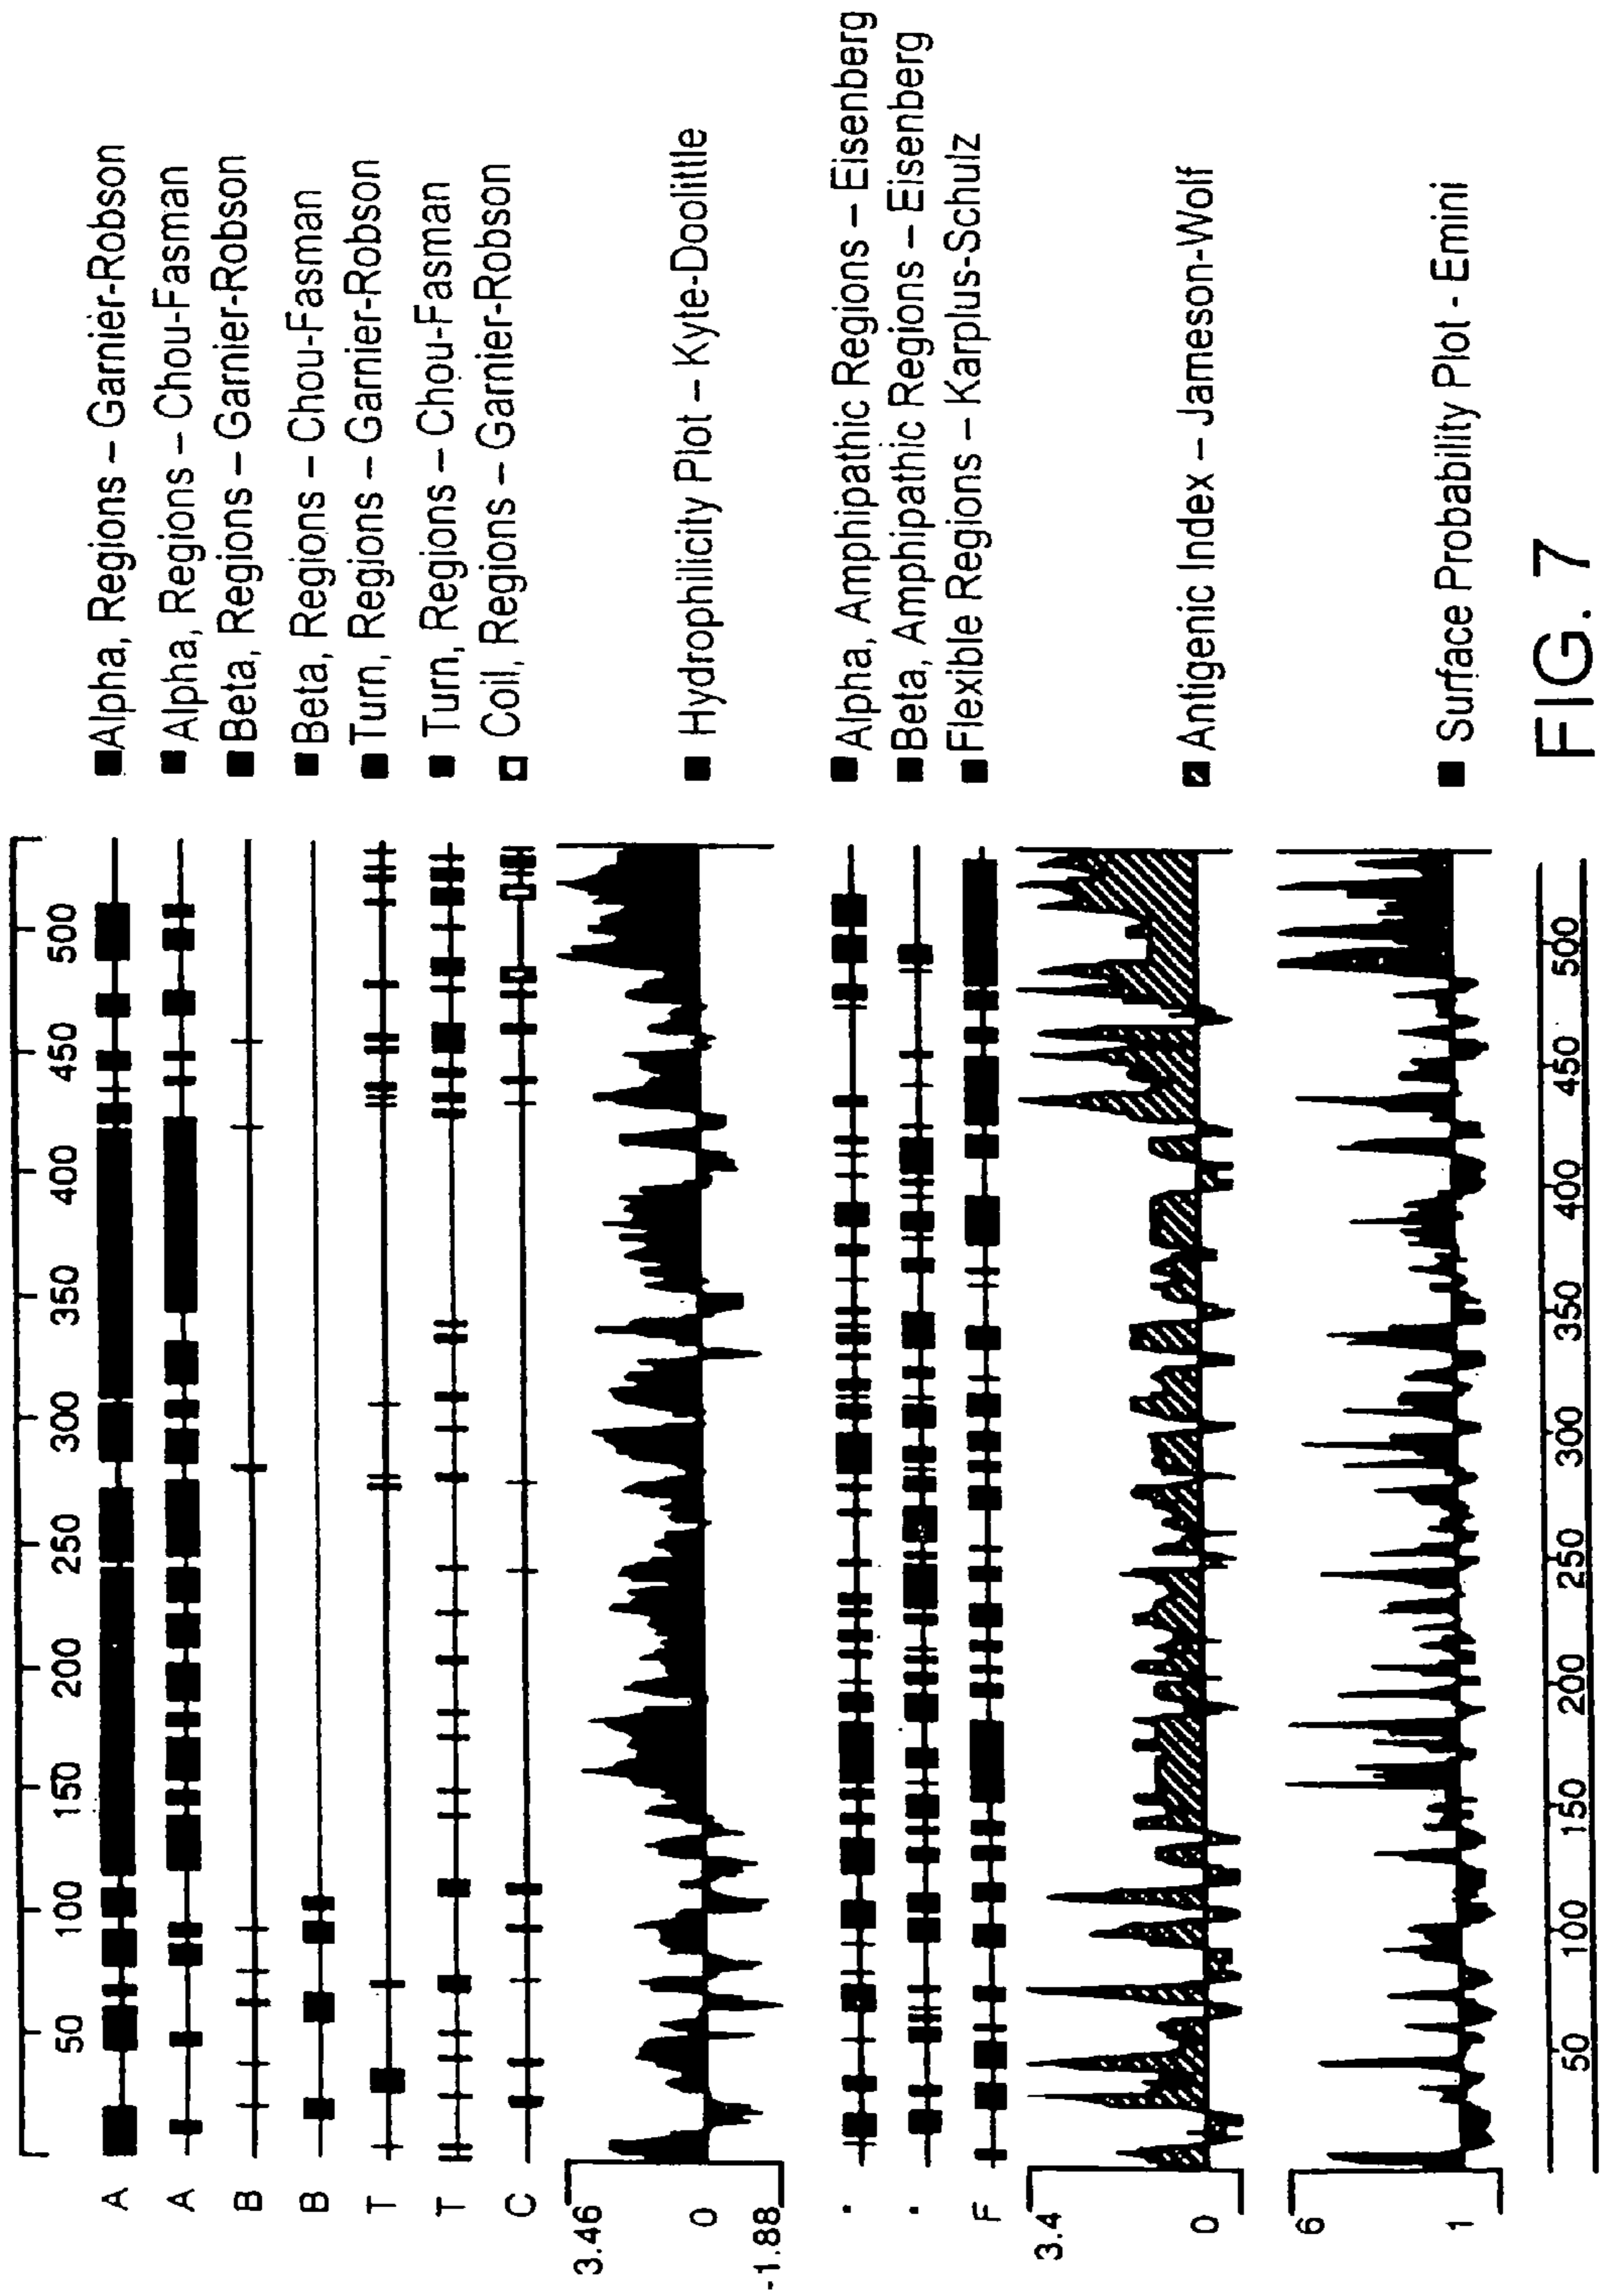 50 100 150 200 250 300 350 400 450 500
A Alpha, Regions – Garnier-Robson
A Alpha, Regions – Chou-Fasman
B Beta, Regions – Garnier-Robson
B Beta, Regions – Chou-Fasman
T Turn, Regions – Garnier-Robson
T Turn, Regions – Chou-Fasman
C Coil, Regions – Garnier-Robson
3.46
Hydrophilicity Plot – Kyte-Doolittle
0
-1.88
Alpha, Amphipathic Regions – Eisenberg
Beta, Amphipathic Regions – Eisenberg
F Flexible Regions – Karplus-Schulz
3.4
Antigenic Index – Jameson-Wolf
0
6
Surface Probability Plot - Emini
1
50 100 150 200 250 300 350 400 450 500
FIG. 7